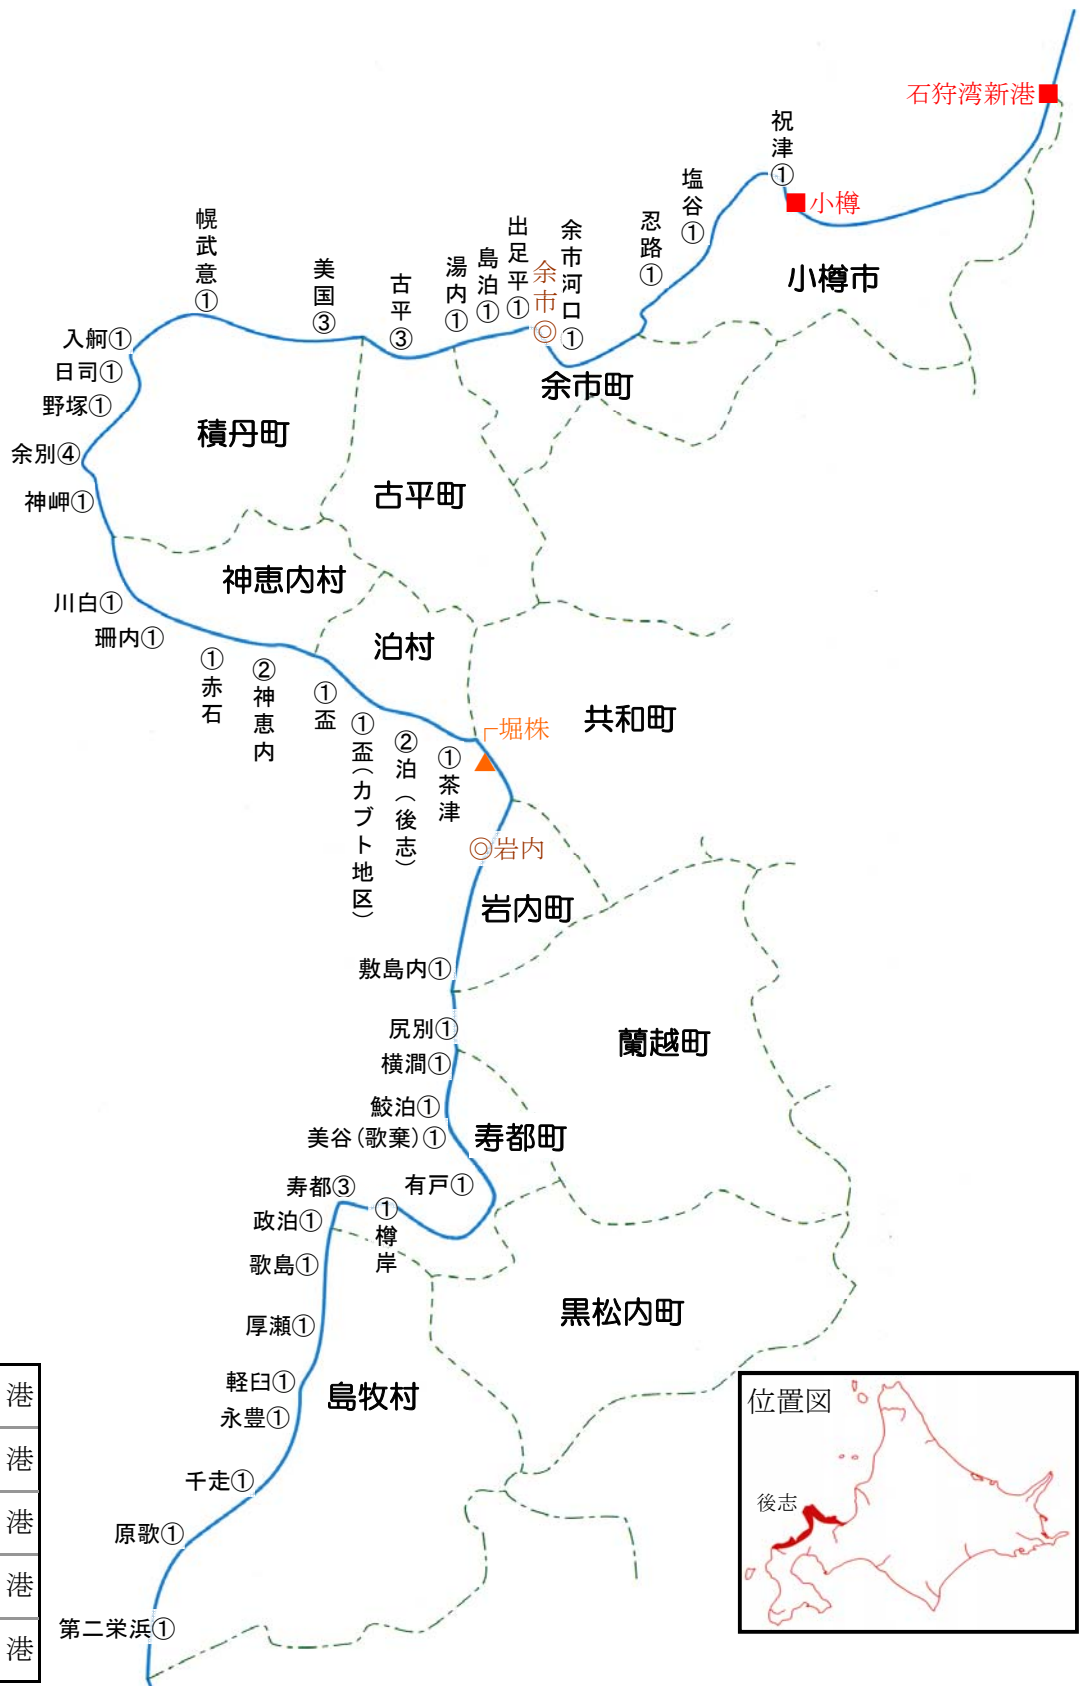 石狩湾新港
祝津①
小樽
塩谷①
忍路①
余市河口①
余市◎
出足平①
島泊①
湯内①
古平③
美国③
幌武意①
小樽市
入舸①
日司①
野塚①
余別④
神岬①
余市町
積丹町
古平町
神恵内村
川白①
珊内①
①赤石
②神恵内
①盃
①盃(カブト地区)
②泊(後志)
①茶津
泊村
共和町
堀株
◎岩内
岩内町
敷島内①
尻別①
横澗①
蘭越町
鮫泊①
美谷(歌棄)①
寿都町
有戸①
寿都③
①樽岸
政泊①
歌島①
厚瀬①
黒松内町
軽臼①
永豊①
島牧村
千走①
原歌①
第二栄浜①
港
港
港
港
港
位置図
後志